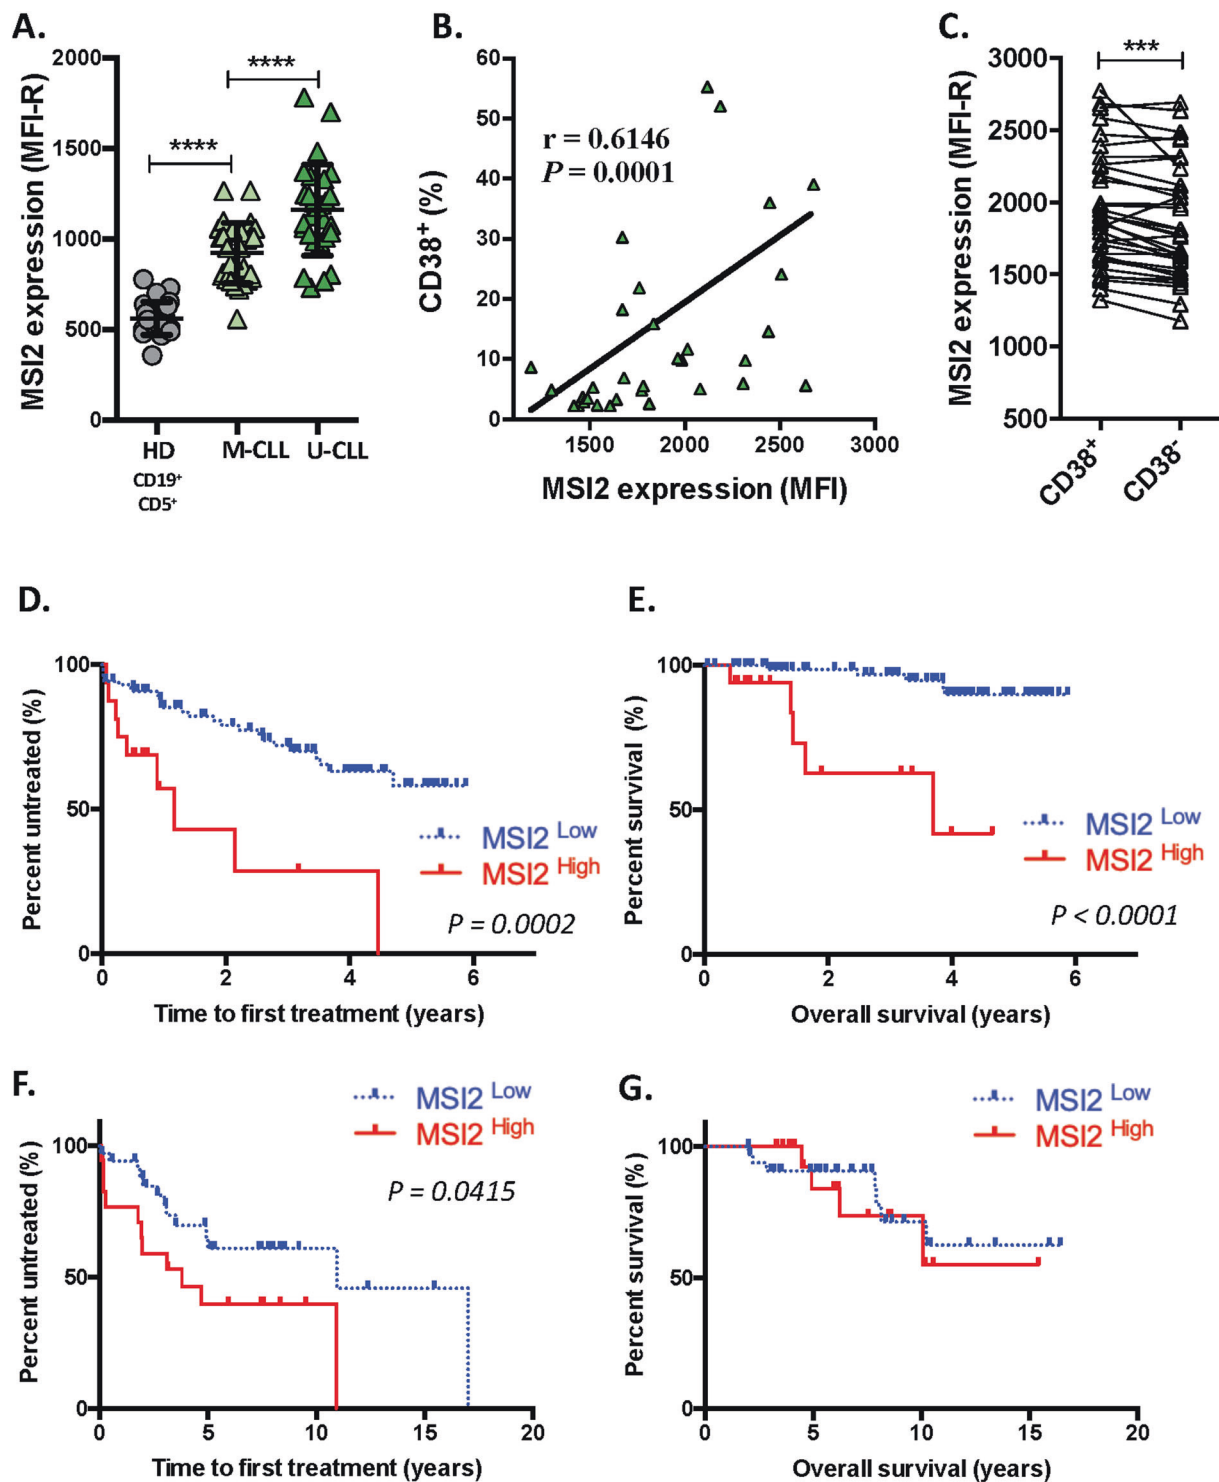 A.
MSI2 expression (MFI-R)
2000
1500
1000
500
0
****
****
HD
CD19⁺
CD5⁺
M-CLL
U-CLL
B.
CD38⁺ (%)
60
50
40
30
20
10
0
r = 0.6146
P = 0.0001
1500
2000
2500
3000
MSI2 expression (MFI)
C.
MSI2 expression (MFI-R)
3000
2500
2000
1500
1000
500
***
CD38⁺
CD38⁻
D.
Percent untreated (%)
100
50
0
MSI2 Low
MSI2 High
P = 0.0002
0
2
4
6
Time to first treatment (years)
E.
Percent survival (%)
100
50
0
MSI2 Low
MSI2 High
P < 0.0001
0
2
4
6
Overall survival (years)
F.
MSI2 Low
MSI2 High
Percent untreated (%)
100
50
0
P = 0.0415
0
5
10
15
20
Time to first treatment (years)
G.
MSI2 Low
MSI2 High
Percent survival (%)
100
50
0
0
5
10
15
20
Overall survival (years)